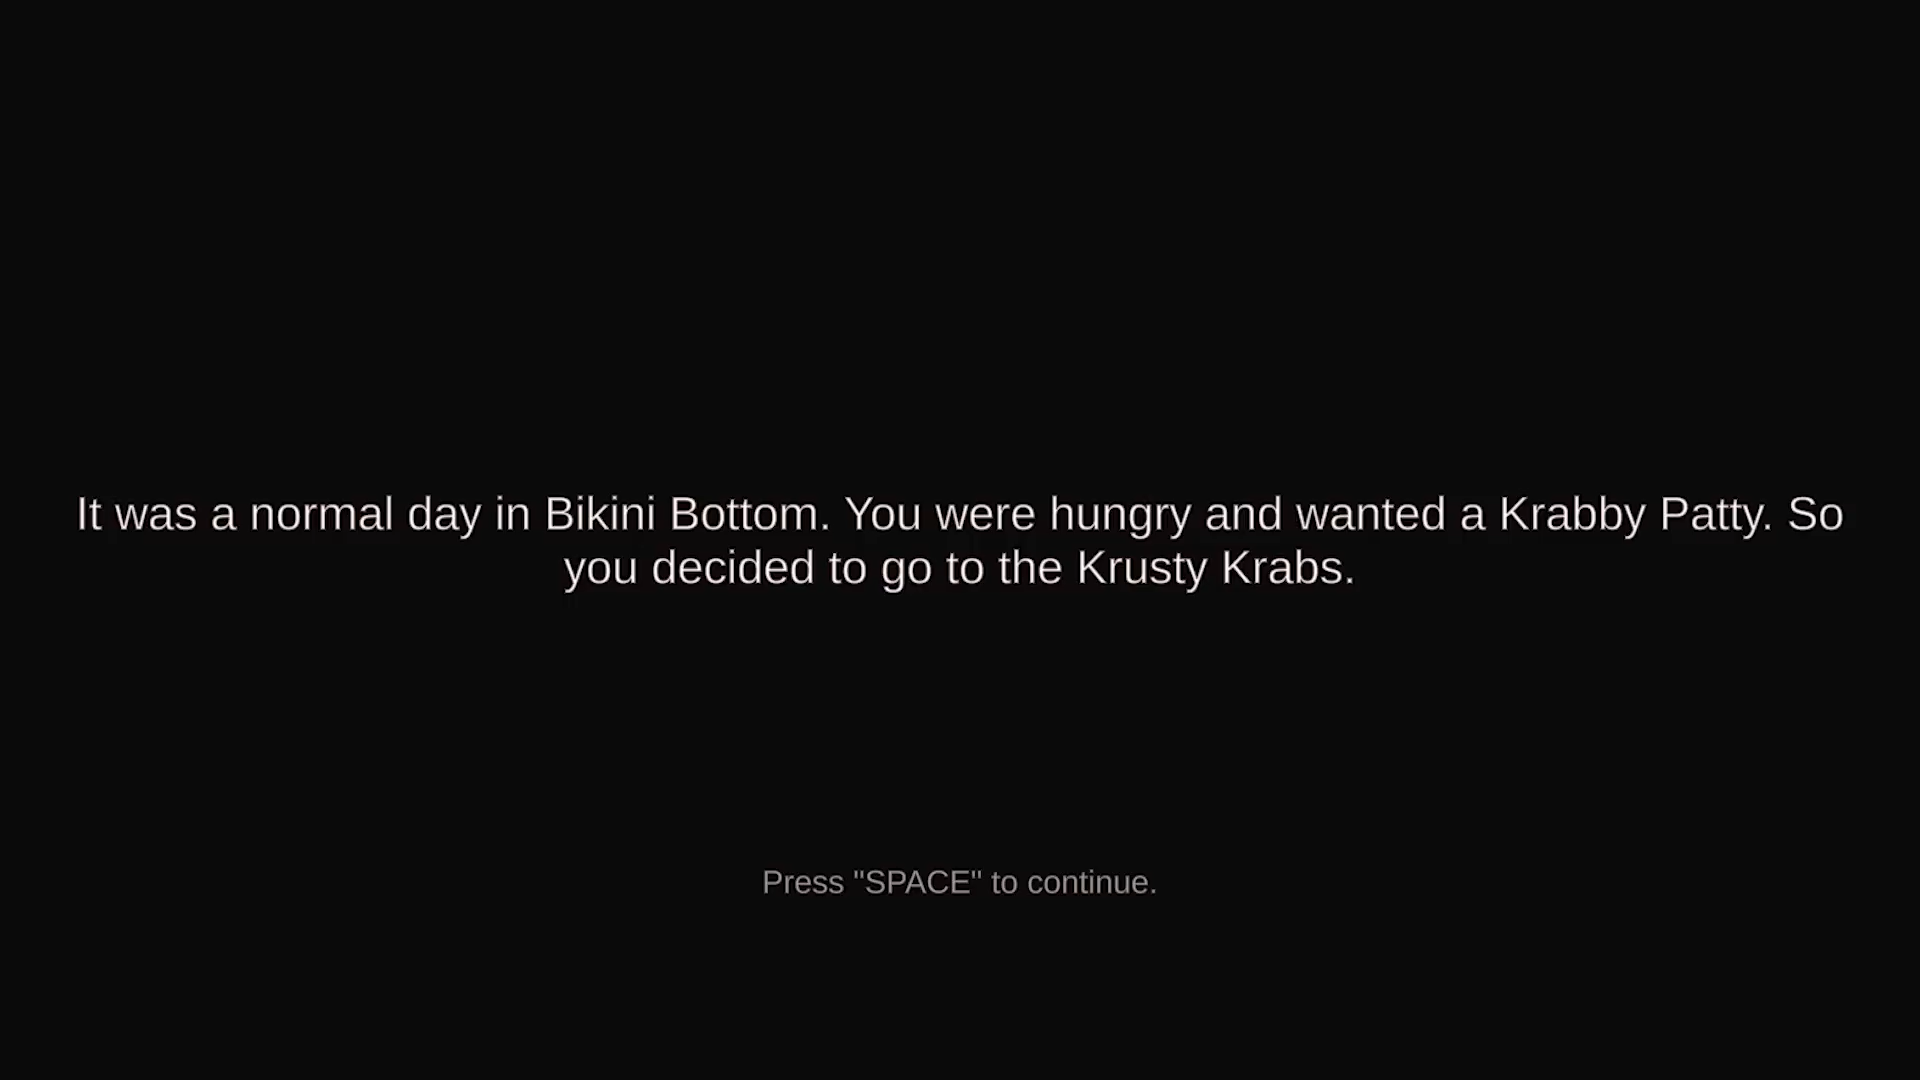 It was a normal day in Bikini Bottom. You were hungry and wanted a Krabby Patty. So
you decided to go to the Krusty Krabs.
Press "SPACE" to continue.